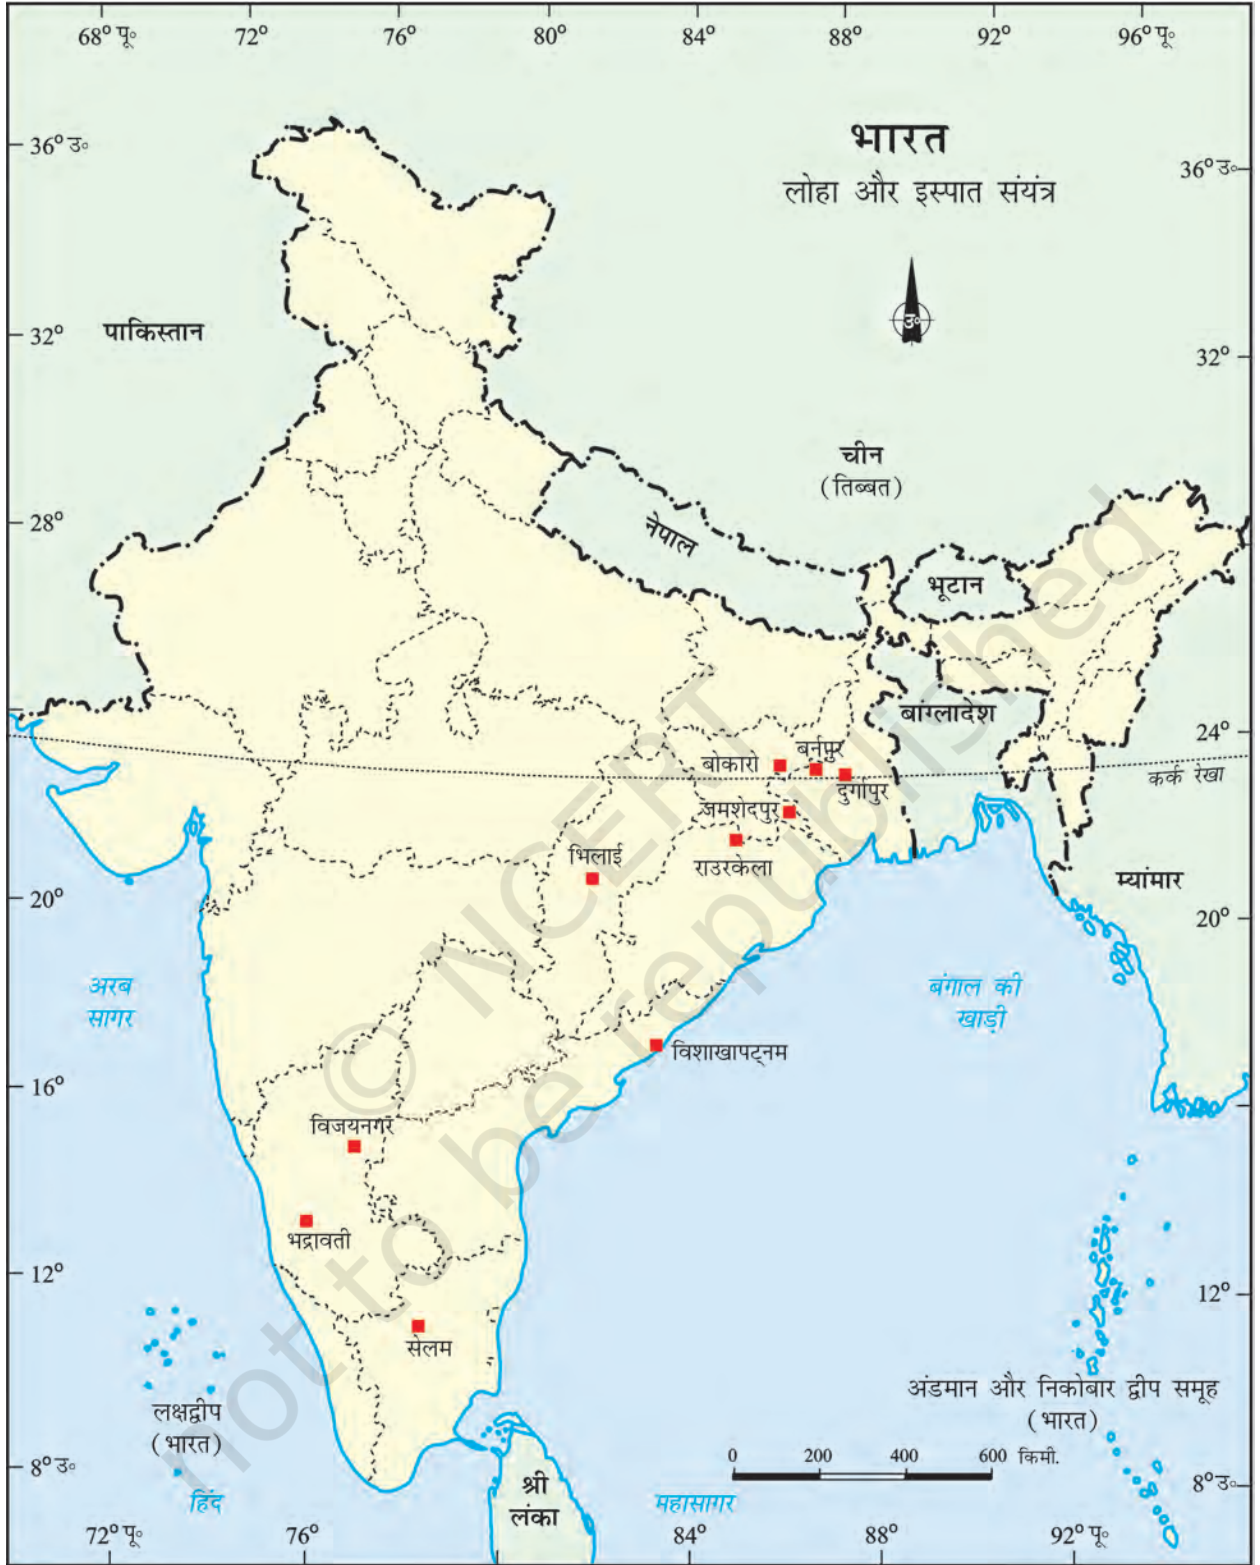 68° पू॰ 72° 76° 80° 84° 88° 92° 96° पू॰
भारत
लोहा और इस्पात संयंत्र
36° उ॰
36° उ॰
उ॰
पाकिस्तान
32°
32°
चीन
(तिब्बत)
28°
नेपाल
भूटान
बांग्लादेश
24°
बर्नपुर
बोकारो
कर्क रेखा
दुर्गापुर
जमशेदपुर
भिलाई
राउरकेला
म्यांमार
20°
20°
अरब
सागर
बंगाल की
खाड़ी
विशाखापट्नम
16°
विजयनगर
भद्रावती
12°
12°
सेलम
अंडमान और निकोबार द्वीप समूह
(भारत)
लक्षद्वीप
(भारत)
0 200 400 600 किमी.
8° उ॰
8° उ॰
श्री
लंका
हिंद
महासागर
72° पू॰ 76° 84° 88° 92° पू॰
© NCERT
not to be republished